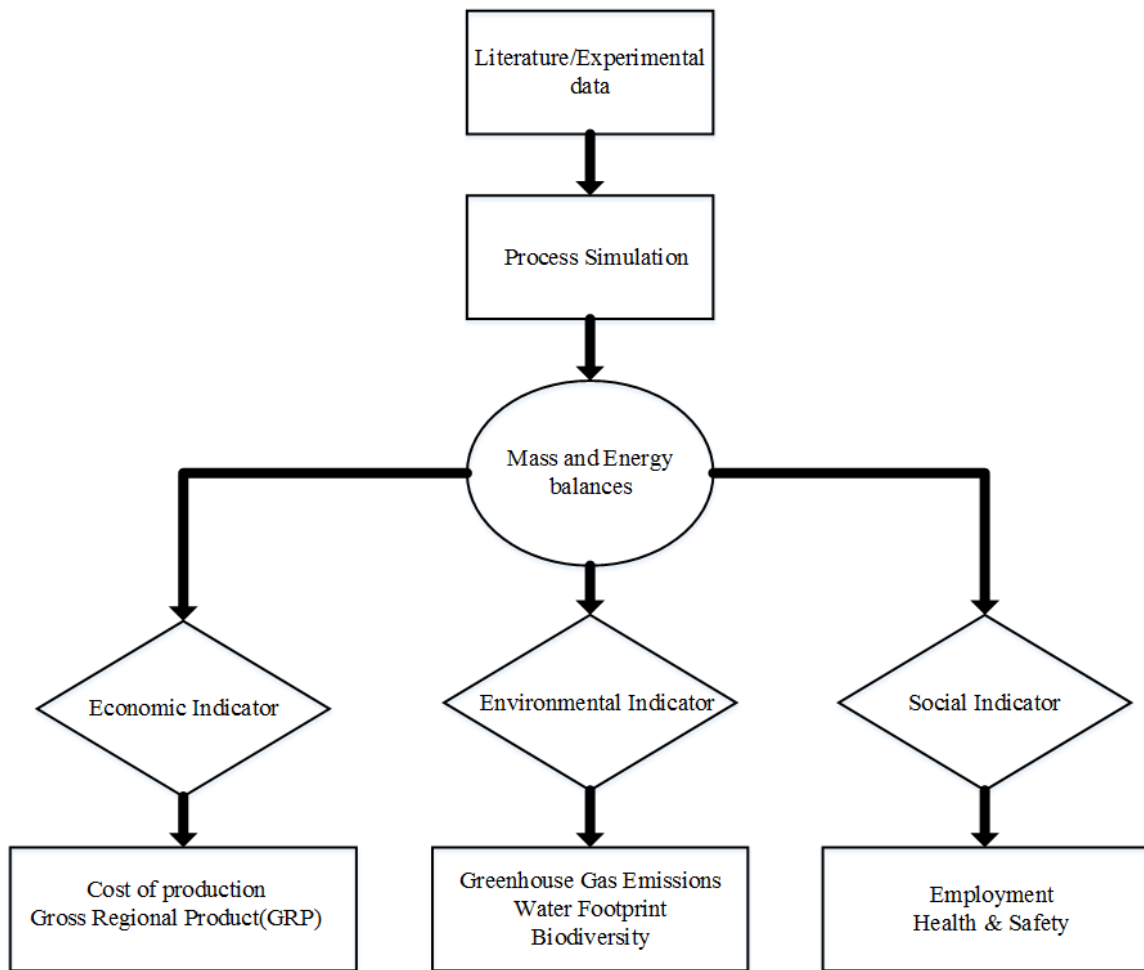 Literature/Experimental
data
Process Simulation
Mass and Energy
balances
Economic Indicator
Environmental Indicator
Social Indicator
Cost of production
Gross Regional Product(GRP)
Greenhouse Gas Emissions
Water Footprint
Biodiversity
Employment
Health & Safety